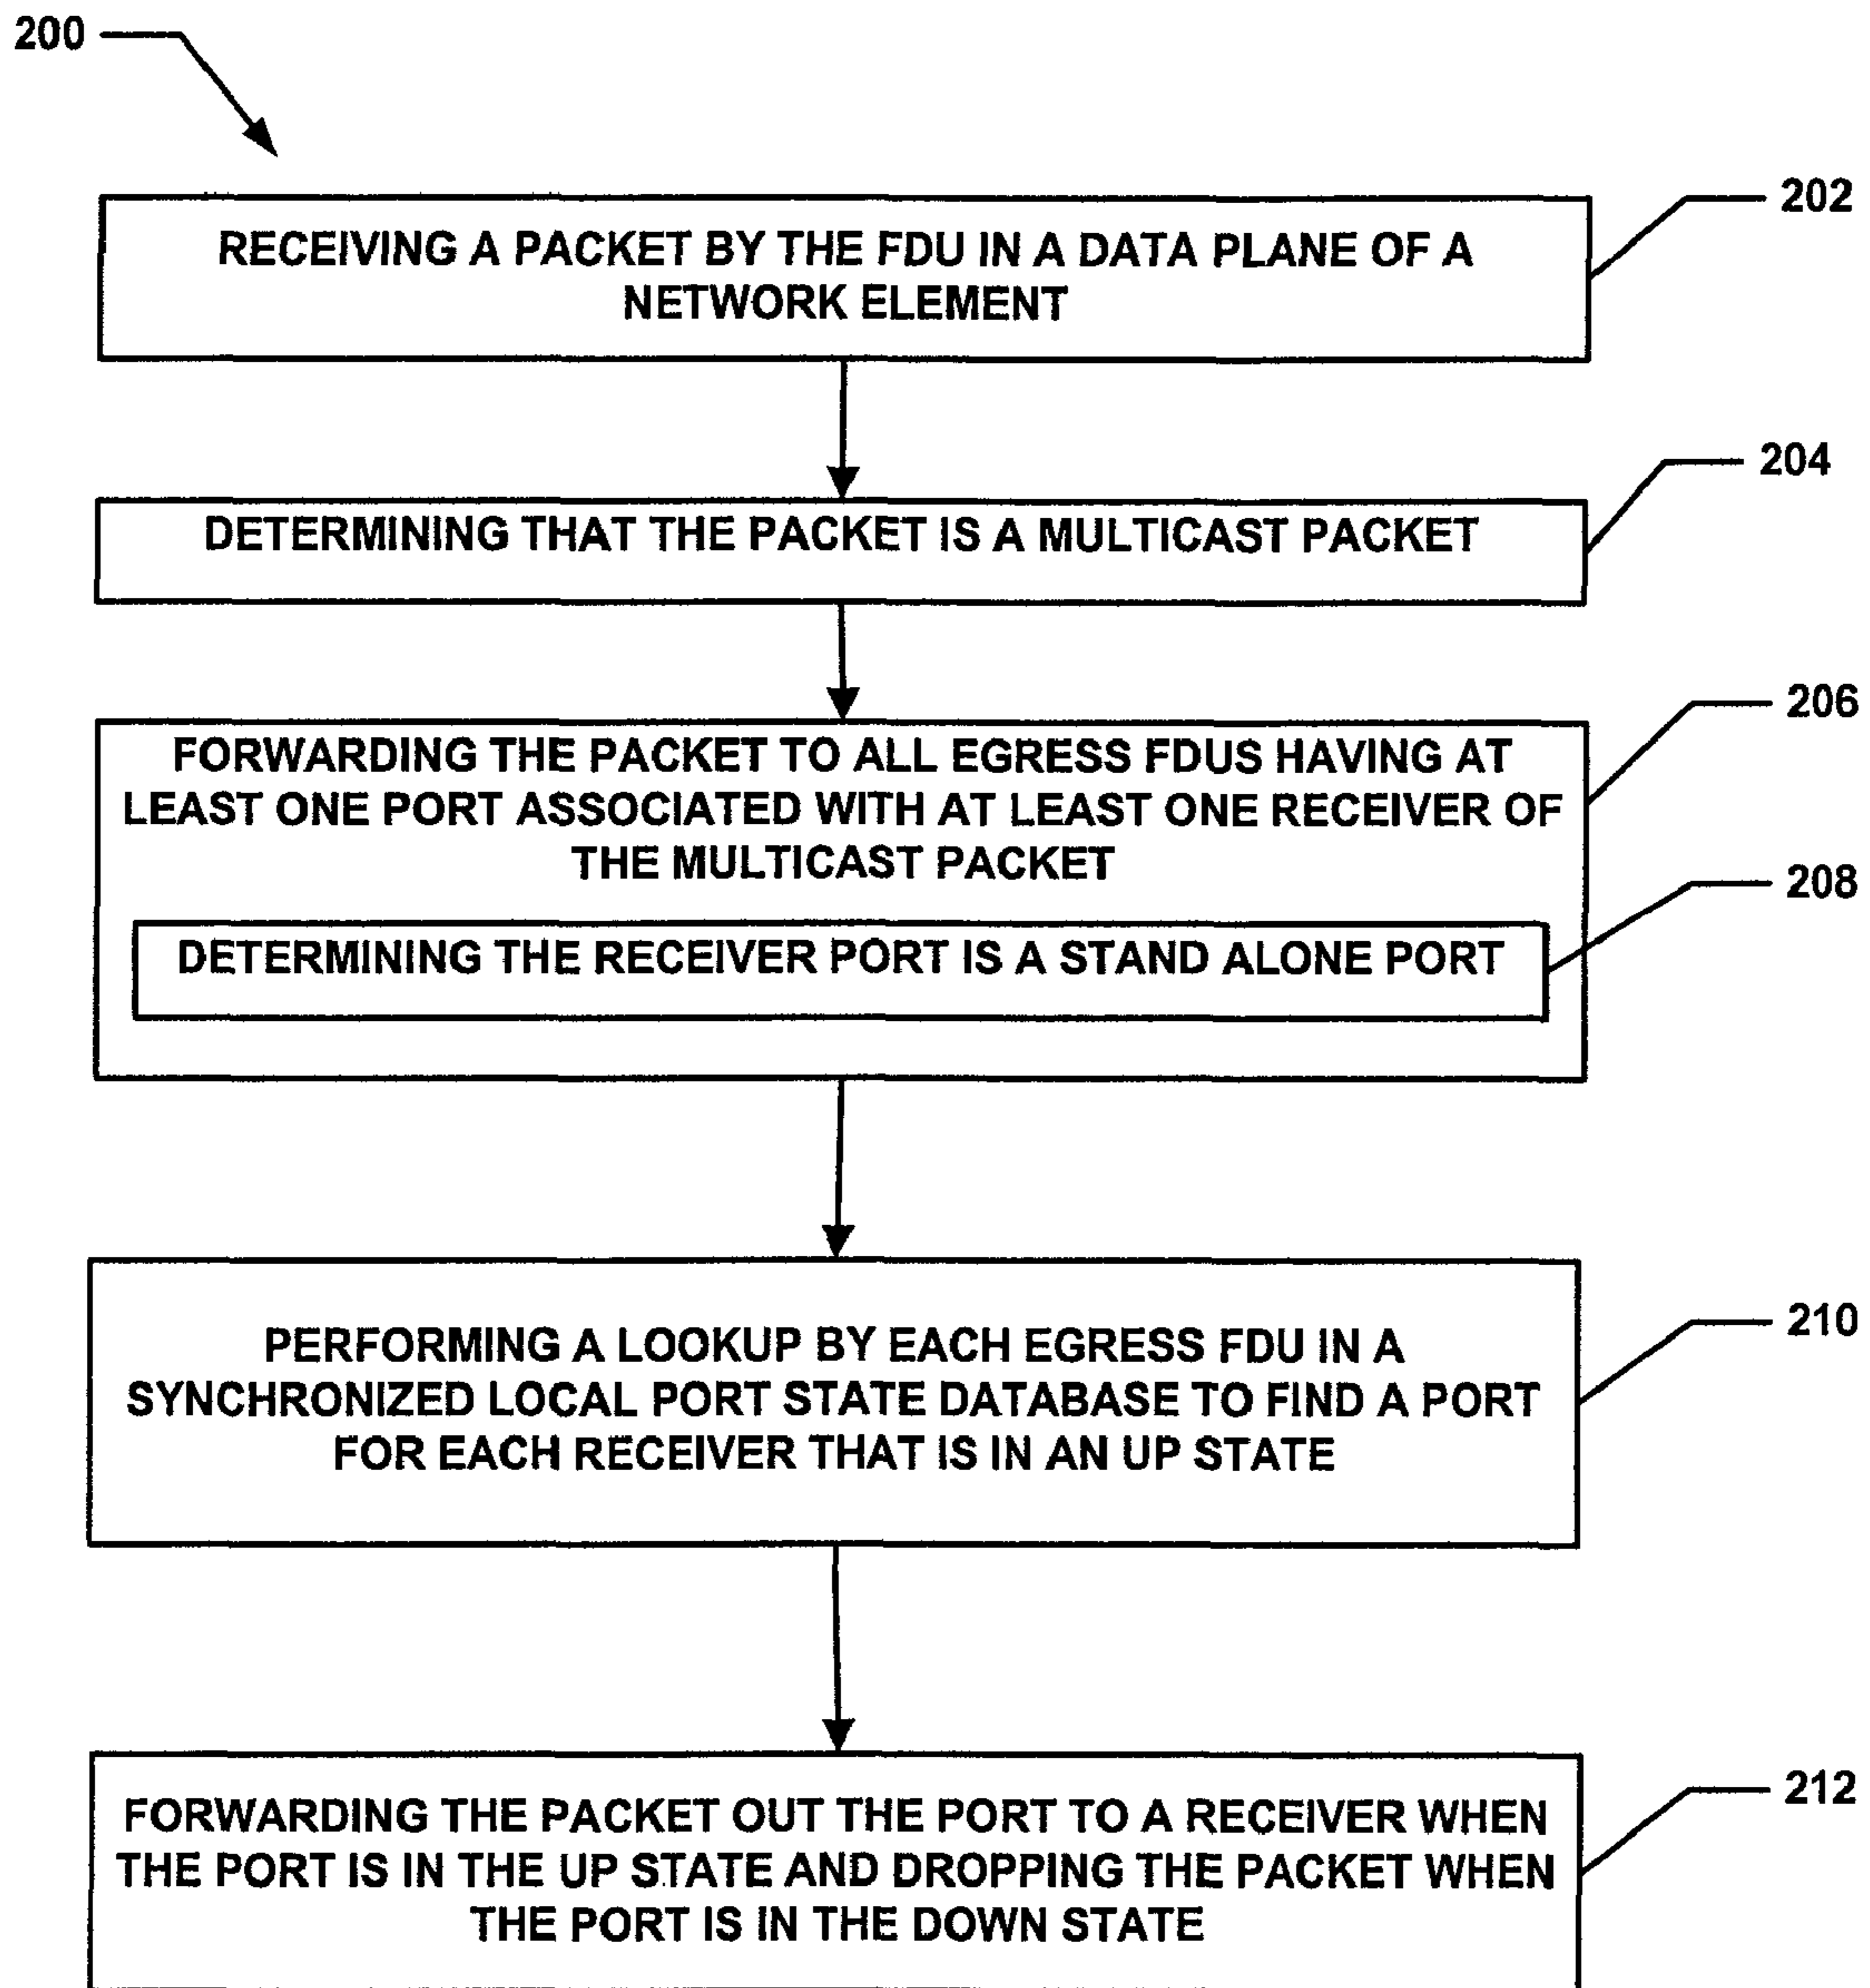 200
202
RECEIVING A PACKET BY THE FDU IN A DATA PLANE OF A
NETWORK ELEMENT
204
DETERMINING THAT THE PACKET IS A MULTICAST PACKET
206
FORWARDING THE PACKET TO ALL EGRESS FDUS HAVING AT
LEAST ONE PORT ASSOCIATED WITH AT LEAST ONE RECEIVER OF
THE MULTICAST PACKET
208
DETERMINING THE RECEIVER PORT IS A STAND ALONE PORT
210
PERFORMING A LOOKUP BY EACH EGRESS FDU IN A
SYNCHRONIZED LOCAL PORT STATE DATABASE TO FIND A PORT
FOR EACH RECEIVER THAT IS IN AN UP STATE
212
FORWARDING THE PACKET OUT THE PORT TO A RECEIVER WHEN
THE PORT IS IN THE UP STATE AND DROPPING THE PACKET WHEN
THE PORT IS IN THE DOWN STATE